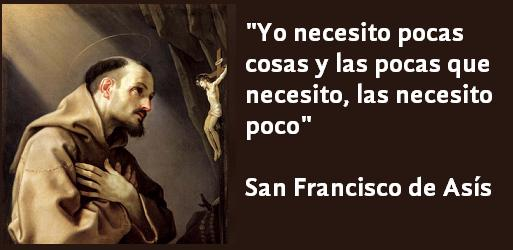 "Yo necesito pocas
cosas y las pocas que
necesito, las necesito
poco"
San Francisco de Asís